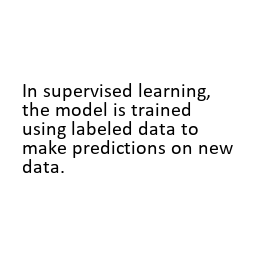 In supervised learning,
the model is trained
using labeled data to
make predictions on new
data.